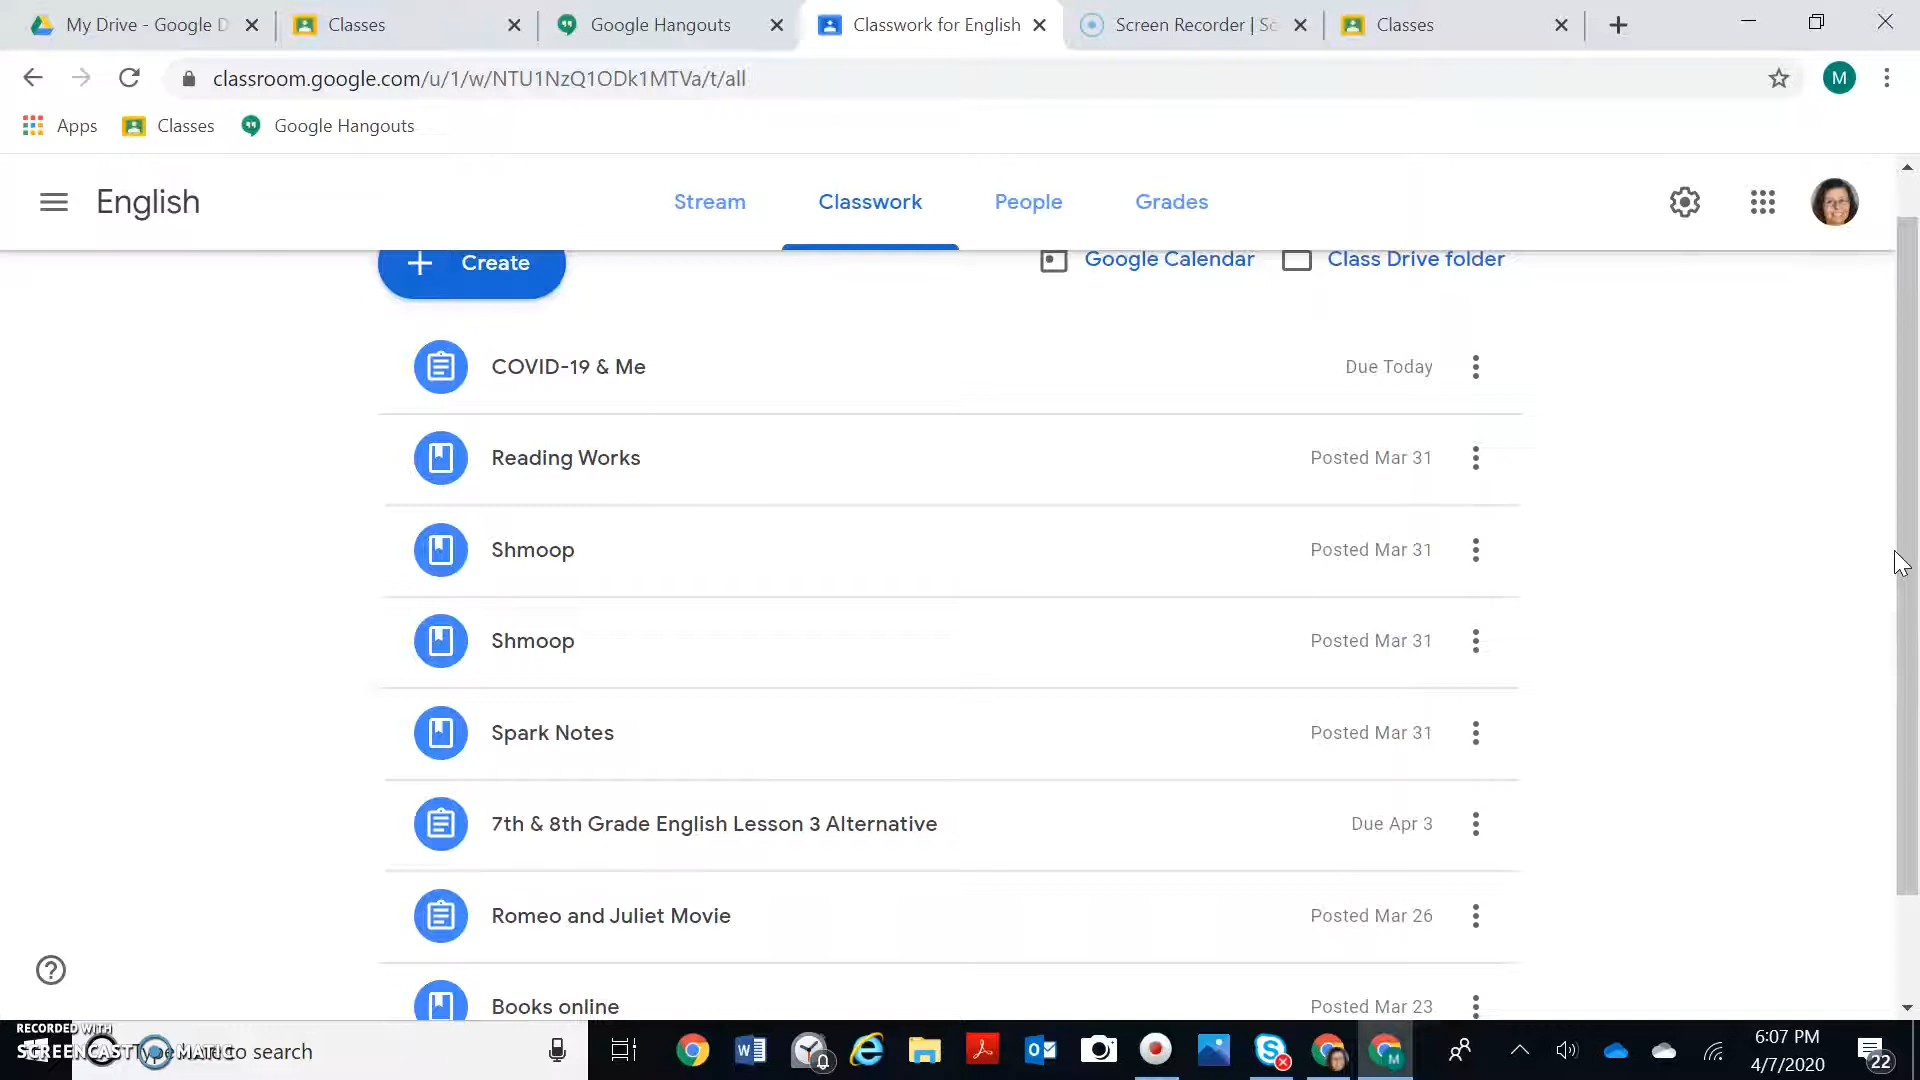 My Drive - Google D
Classes
Google Hangouts
Classwork for English
Screen Recorder | Sc
Classes
classroom.google.com/u/1/w/NTU1NzQ1ODk1MTVa/t/all
M
Apps
Classes
Google Hangouts
English
Stream
Classwork
People
Grades
Create
Google Calendar
Class Drive folder
COVID-19 & Me
Due Today
Reading Works
Posted Mar 31
Shmoop
Posted Mar 31
Shmoop
Posted Mar 31
Spark Notes
Posted Mar 31
7th & 8th Grade English Lesson 3 Alternative
Due Apr 3
Romeo and Juliet Movie
Posted Mar 26
Books online
Posted Mar 23
RECORDED WITH
SCREENCAST MATIC
to search
6:07 PM
4/7/2020
22